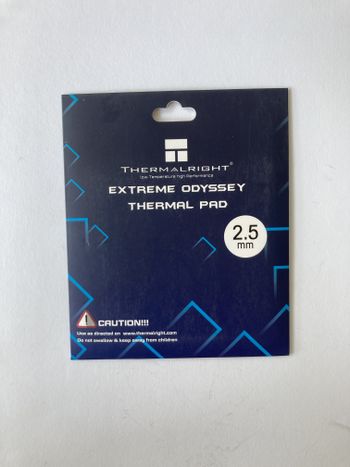 THERMALRIGHT®
low Temperature high Performance
EXTREME ODYSSEY
THERMAL PAD
2.5
mm
CAUTION!!!
Use as directed on www.thermalright.com
Do not swallow & keep away from children